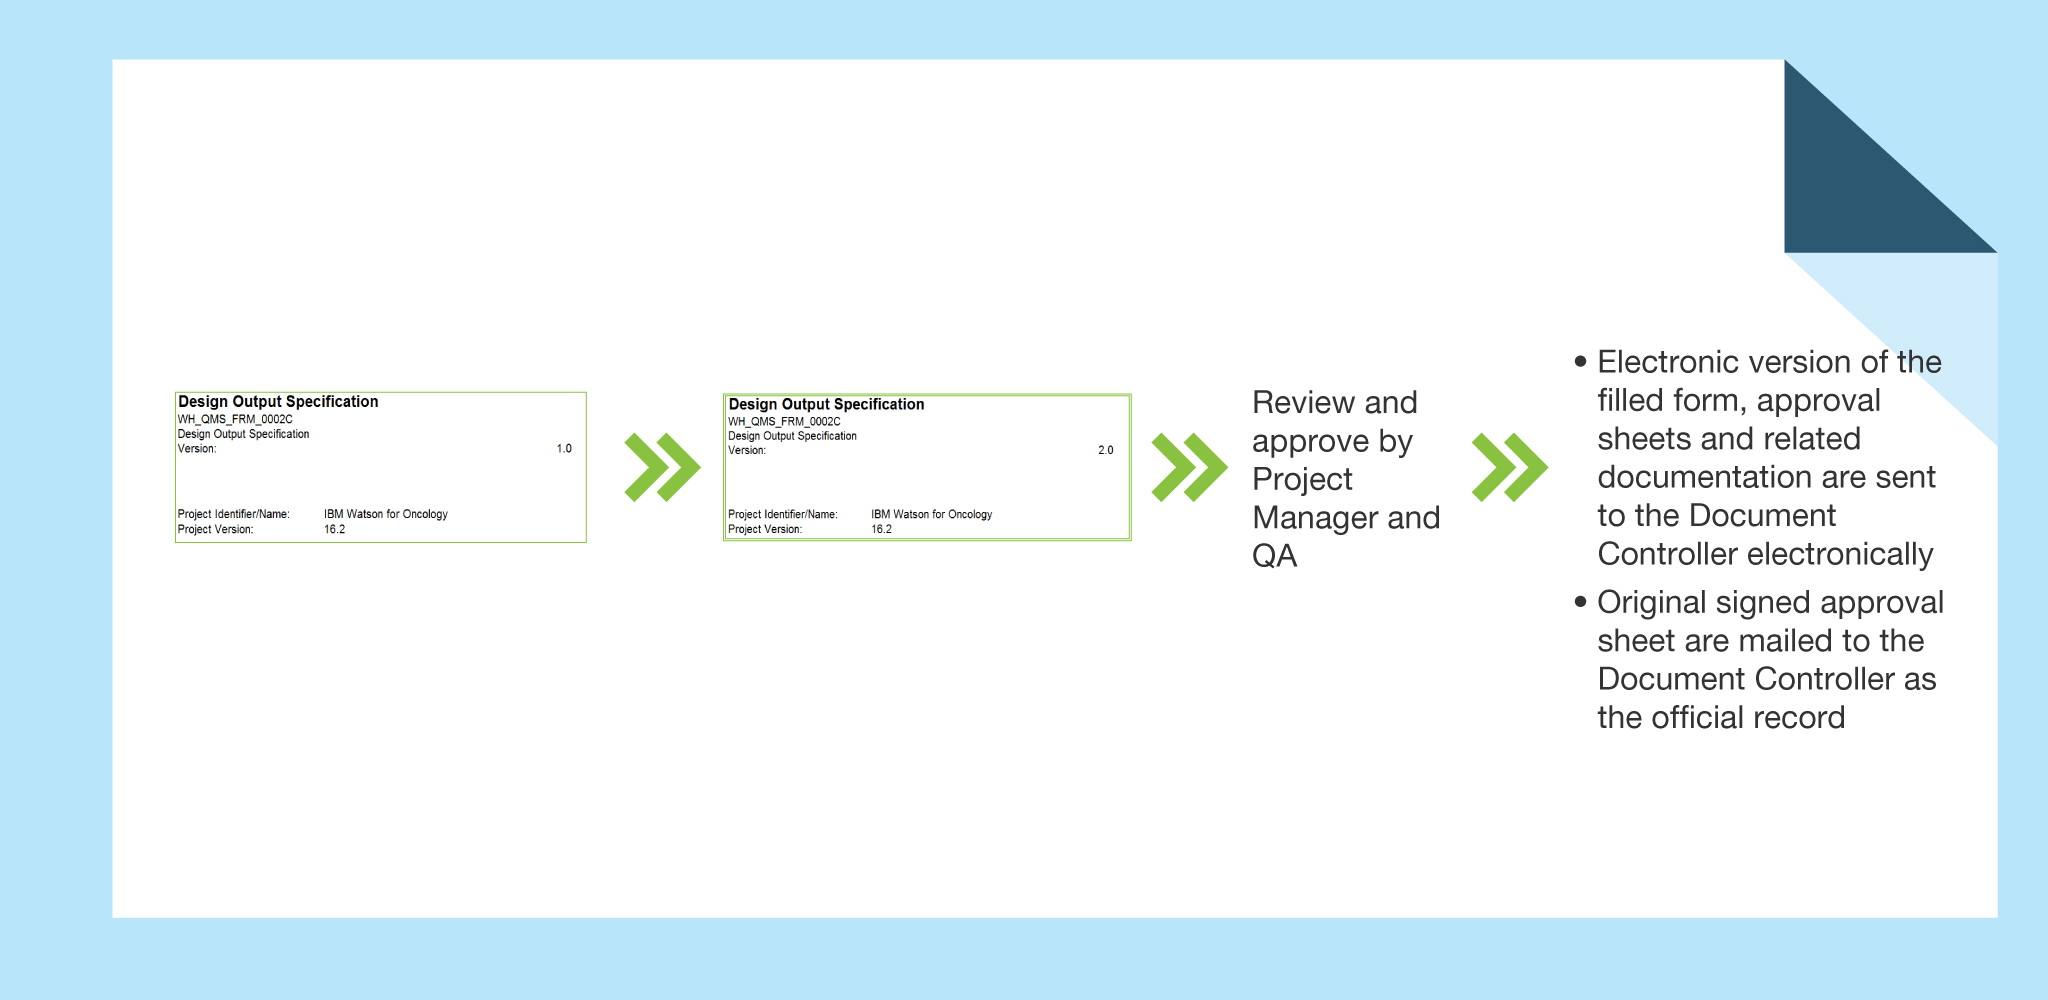 Design Output Specification
WH_QMS_FRM_0002C
Design Output Specification
Version: 1.0
Project Identifier/Name: IBM Watson for Oncology
Project Version: 16.2
Design Output Specification
WH_QMS_FRM_0002C
Design Output Specification
Version: 2.0
Project Identifier/Name: IBM Watson for Oncology
Project Version: 16.2
Review and
approve by
Project
Manager and
QA
• Electronic version of the
filled form, approval
sheets and related
documentation are sent
to the Document
Controller electronically
• Original signed approval
sheet are mailed to the
Document Controller as
the official record